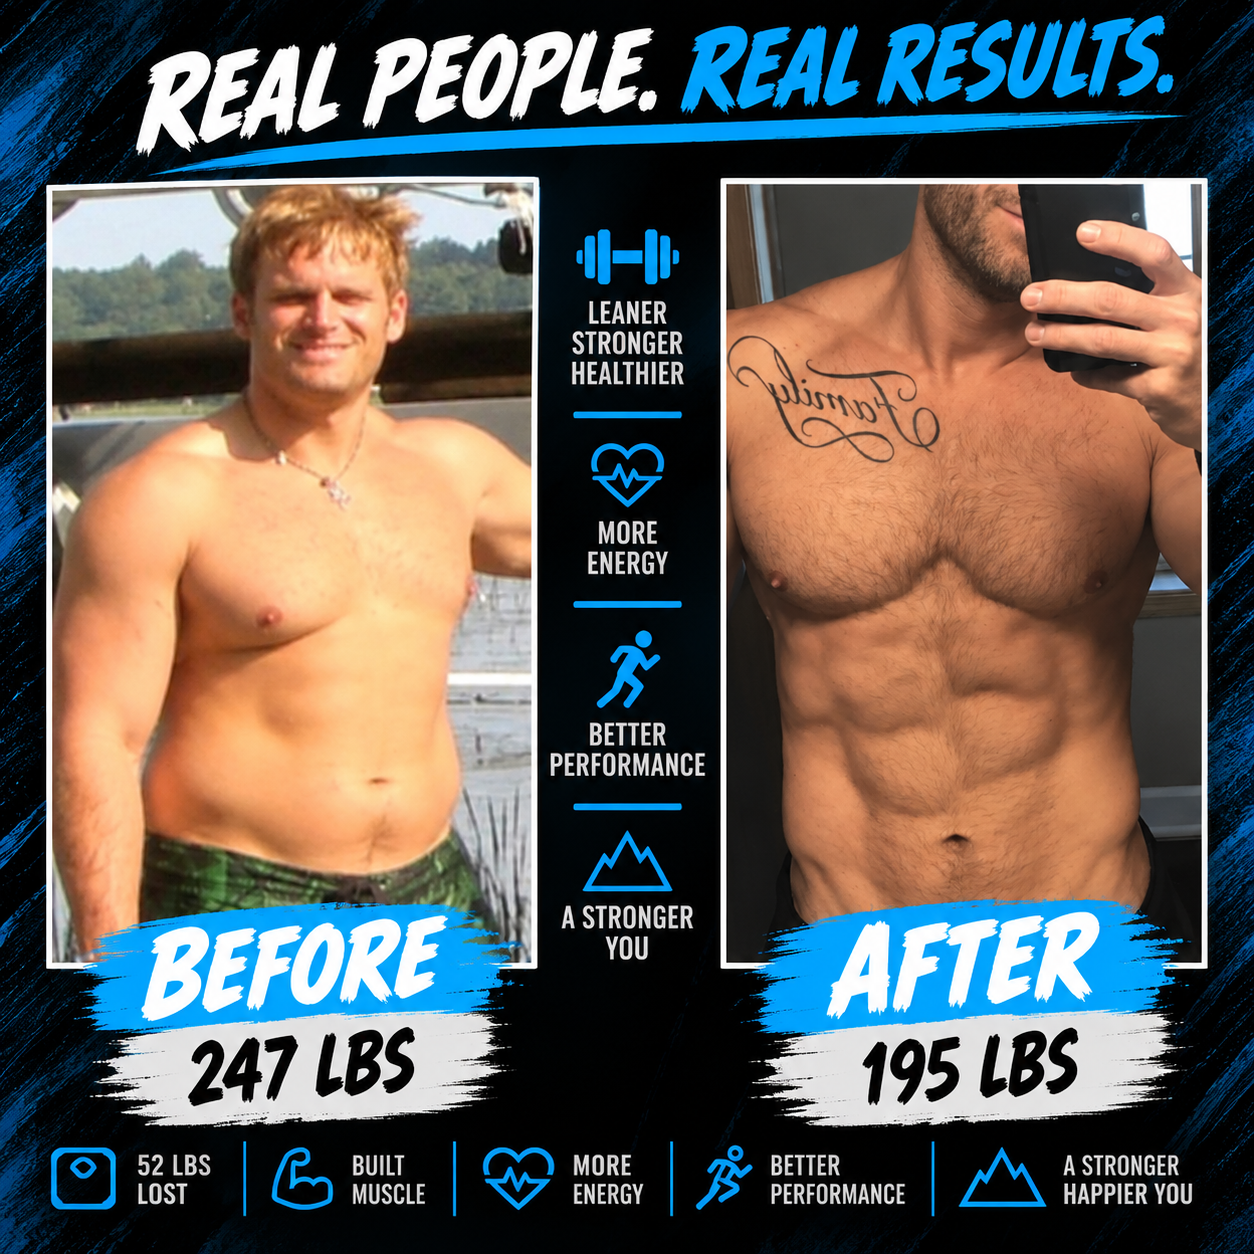 REAL PEOPLE. REAL RESULTS.
LEANER
STRONGER
HEALTHIER
MORE
ENERGY
BETTER
PERFORMANCE
A STRONGER
YOU
Family
BEFORE
247 LBS
AFTER
195 LBS
52 LBS
LOST
BUILT
MUSCLE
MORE
ENERGY
BETTER
PERFORMANCE
A STRONGER
HAPPIER YOU